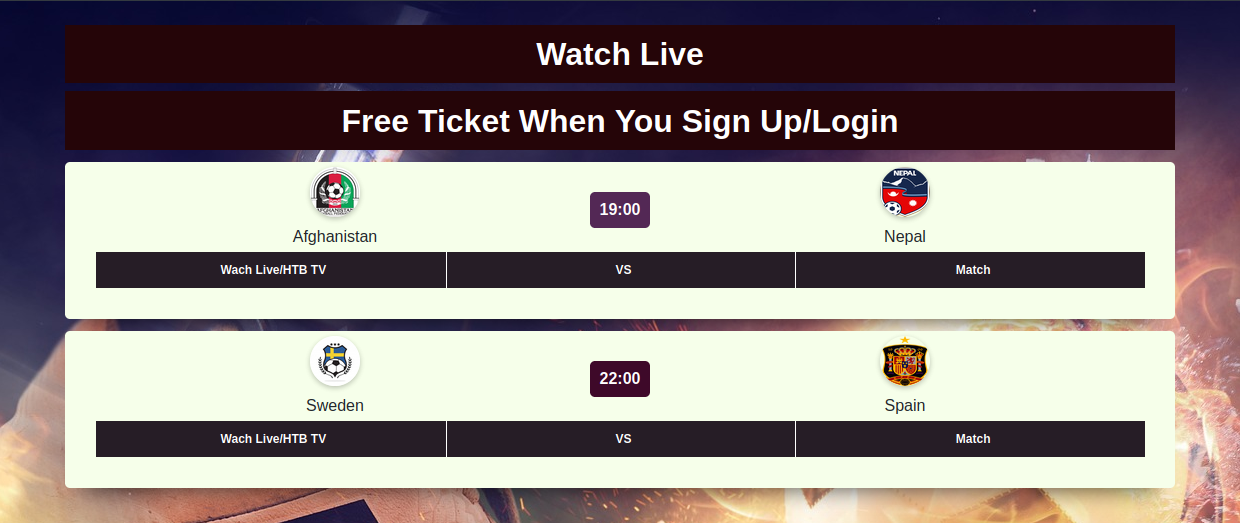 Watch Live
Free Ticket When You Sign Up/Login
NEPAL
AFGHANISTAN
19:00
Afghanistan
Nepal
Wach Live/HTB TV
VS
Match
22:00
Sweden
Spain
Wach Live/HTB TV
VS
Match